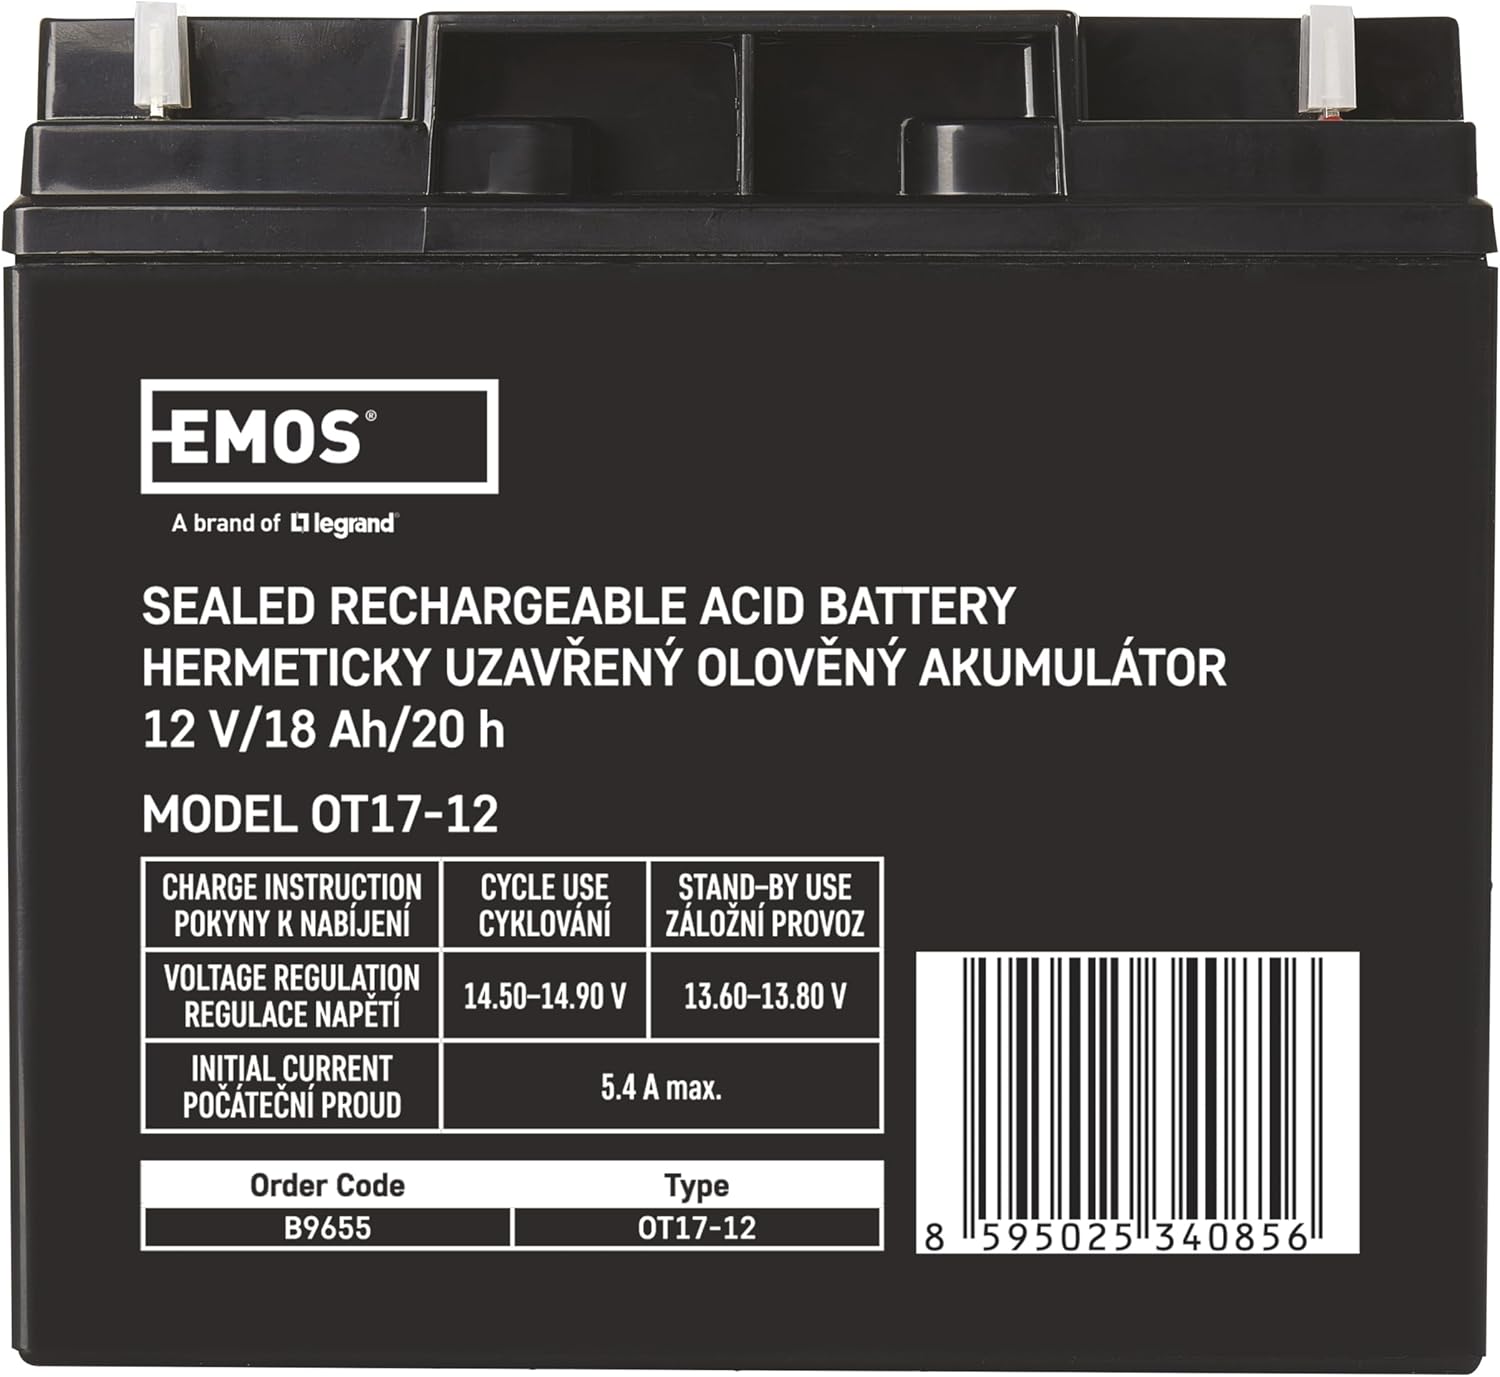 EMOS®
A brand of legrand®
SEALED RECHARGEABLE ACID BATTERY
HERMETICKY UZAVŘENÝ OLOVĚNÝ AKUMULÁTOR
12 V/18 Ah/20 h
MODEL OT17-12
CHARGE INSTRUCTION
POKYNY K NABÍJENÍ
CYCLE USE
CYKLOVÁNÍ
STAND-BY USE
ZÁLOŽNÍ PROVOZ
VOLTAGE REGULATION
REGULACE NAPĚTÍ
14.50–14.90 V
13.60–13.80 V
INITIAL CURRENT
POČÁTEČNÍ PROUD
5.4 A max.
Order Code
Type
B9655
OT17-12
8 595025 340856